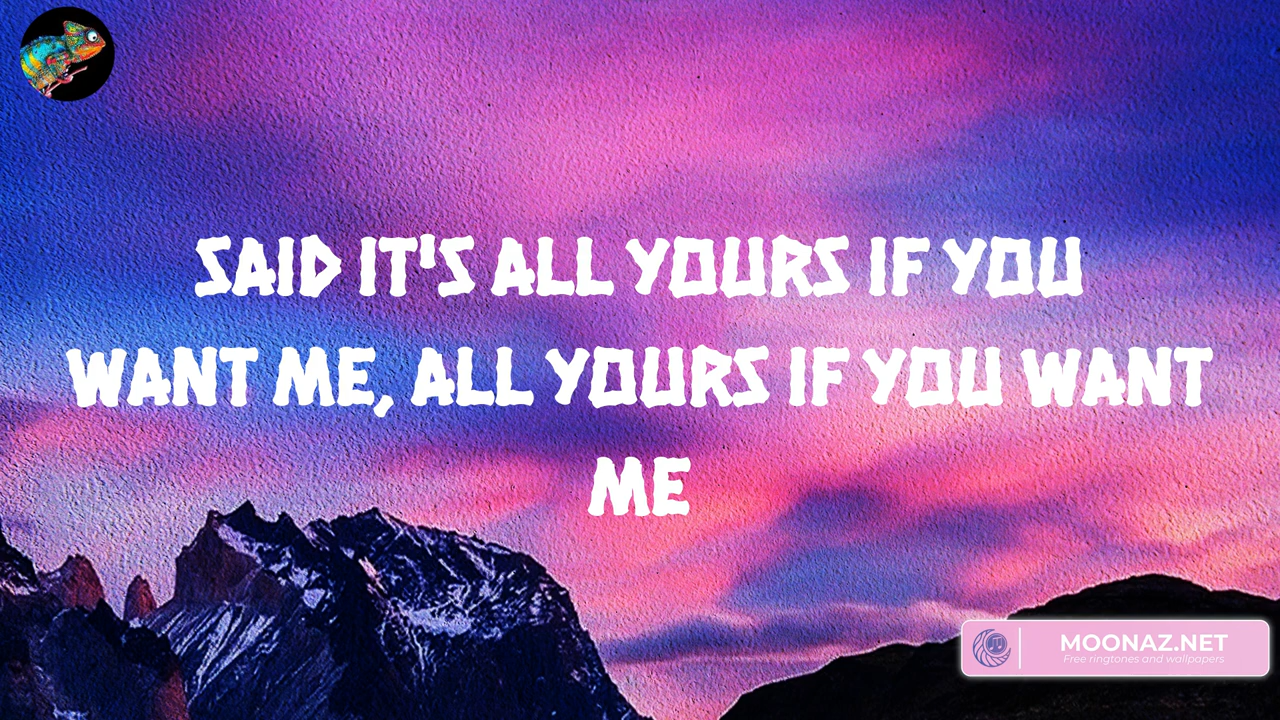 SAID IT'S ALL YOURS IF YOU
WANT ME, ALL YOURS IF YOU WANT
ME
MOONAZ.NET
Free ringtones and wallpapers